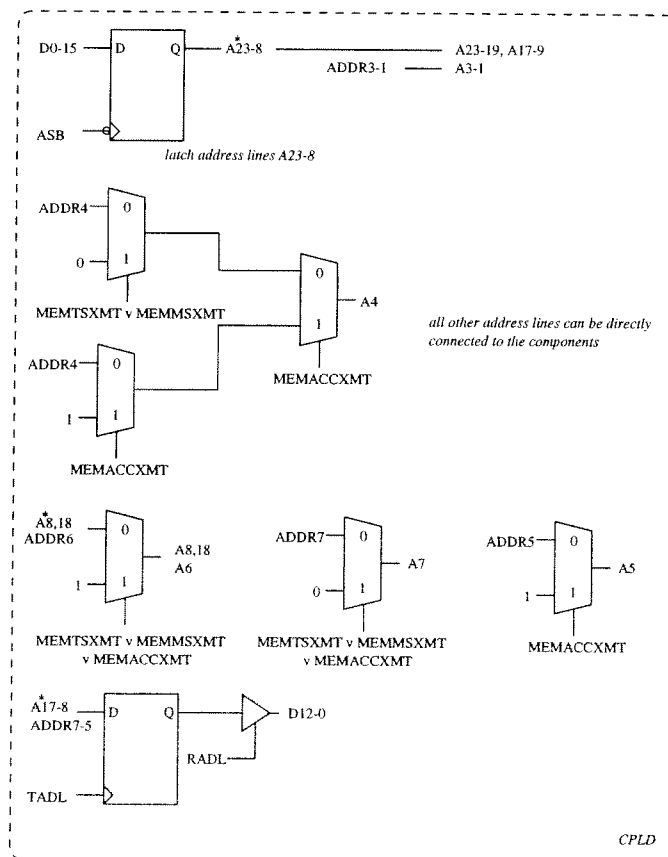 D0-15 D Q A*23-8 A23-19, A17-9
ADDR3-1 A3-1
ASB
latch address lines A23-8
ADDR4 0
0 1
MEMTSXMT v MEMMSXMT
0
A4
1
MEMACCXMT
all other address lines can be directly
connected to the components
ADDR4 0
1 1
MEMACCXMT
A*8,18
ADDR6 0
A8,18
A6
1 1
MEMTSXMT v MEMMSXMT
v MEMACCXMT
ADDR7 0
A7
0 1
MEMTSXMT v MEMMSXMT
v MEMACCXMT
ADDR5 0
A5
1 1
MEMACCXMT
A*17-8
ADDR7-5 D Q D12-0
RADL
TADL
CPLD